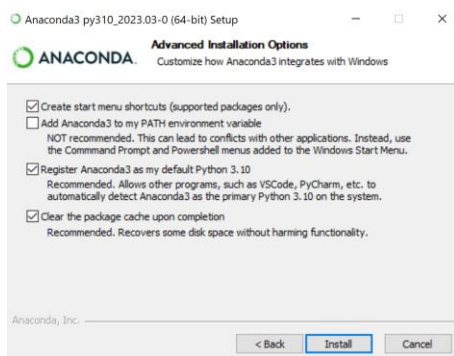 Anaconda3 py310_2023.03-0 (64-bit) Setup
ANACONDA.
Advanced Installation Options
Customize how Anaconda3 integrates with Windows
Create start menu shortcuts (supported packages only).
Add Anaconda3 to my PATH environment variable
NOT recommended. This can lead to conflicts with other applications. Instead, use
the Commmand Prompt and Powershell menus added to the Windows Start Menu.
Register Anaconda3 as my default Python 3.10
Recommended. Allows other programs, such as VSCode, PyCharm, etc. to
automatically detect Anaconda3 as the primary Python 3.10 on the system.
Clear the package cache upon completion
Recommended. Recovers some disk space without harming functionality.
Anaconda, Inc.
< Back
Install
Cancel